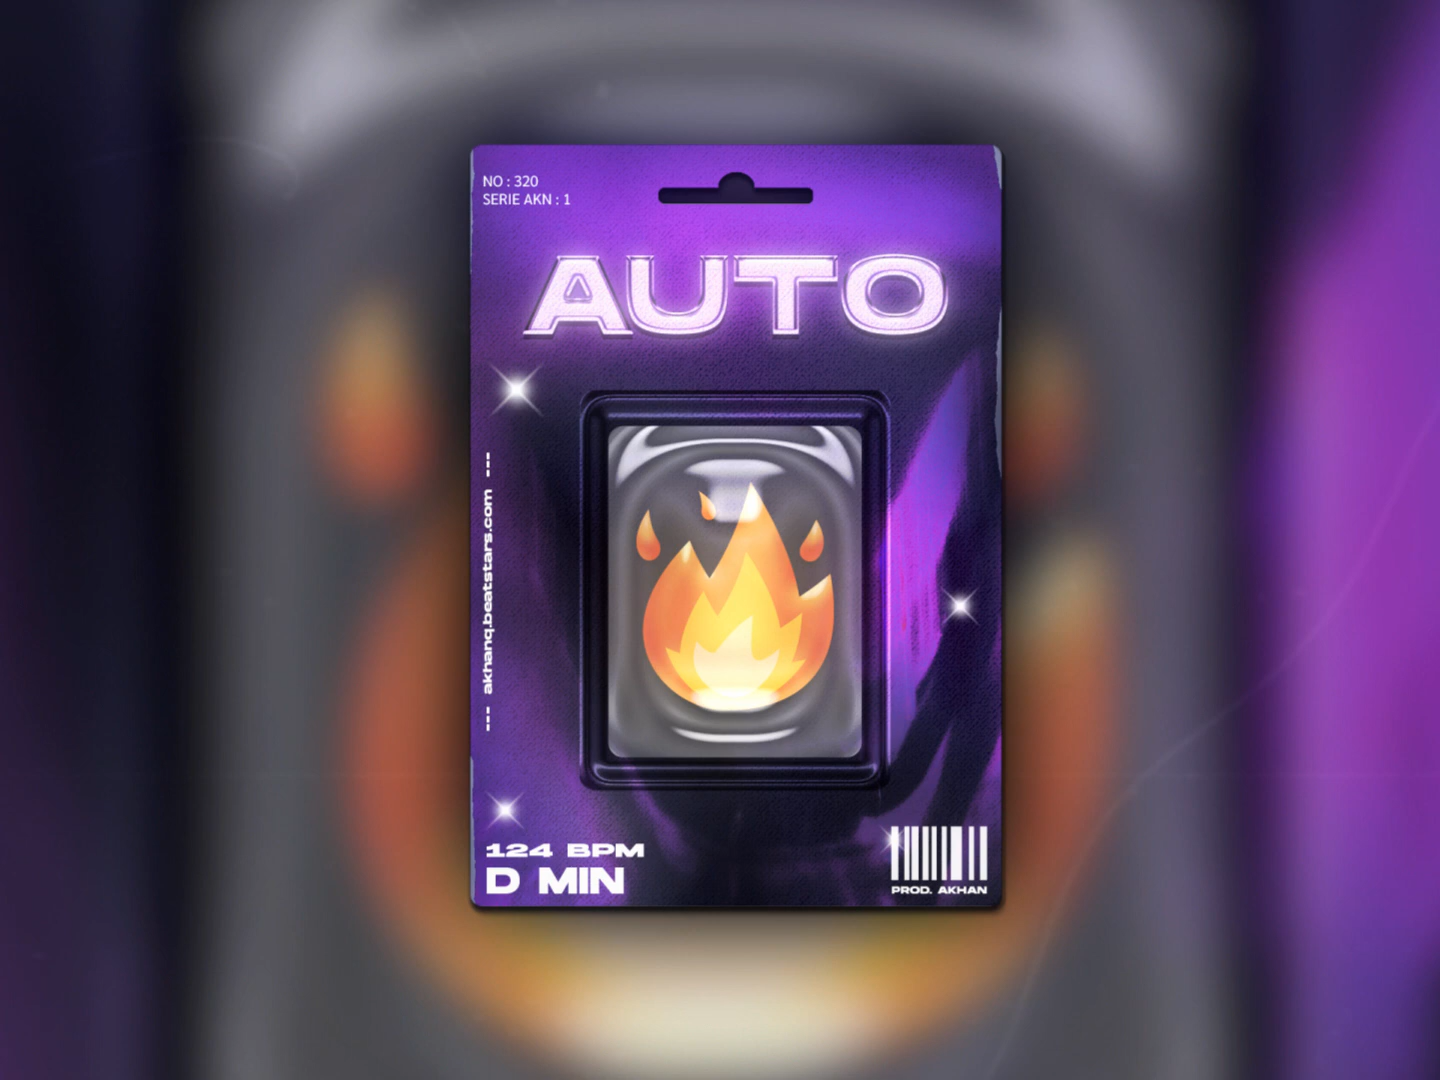 NO : 320
SERIE AKN : 1
AUTO
--- akhanq.beatstars.com ---
124 BPM
D MIN
PROD. AKHAN